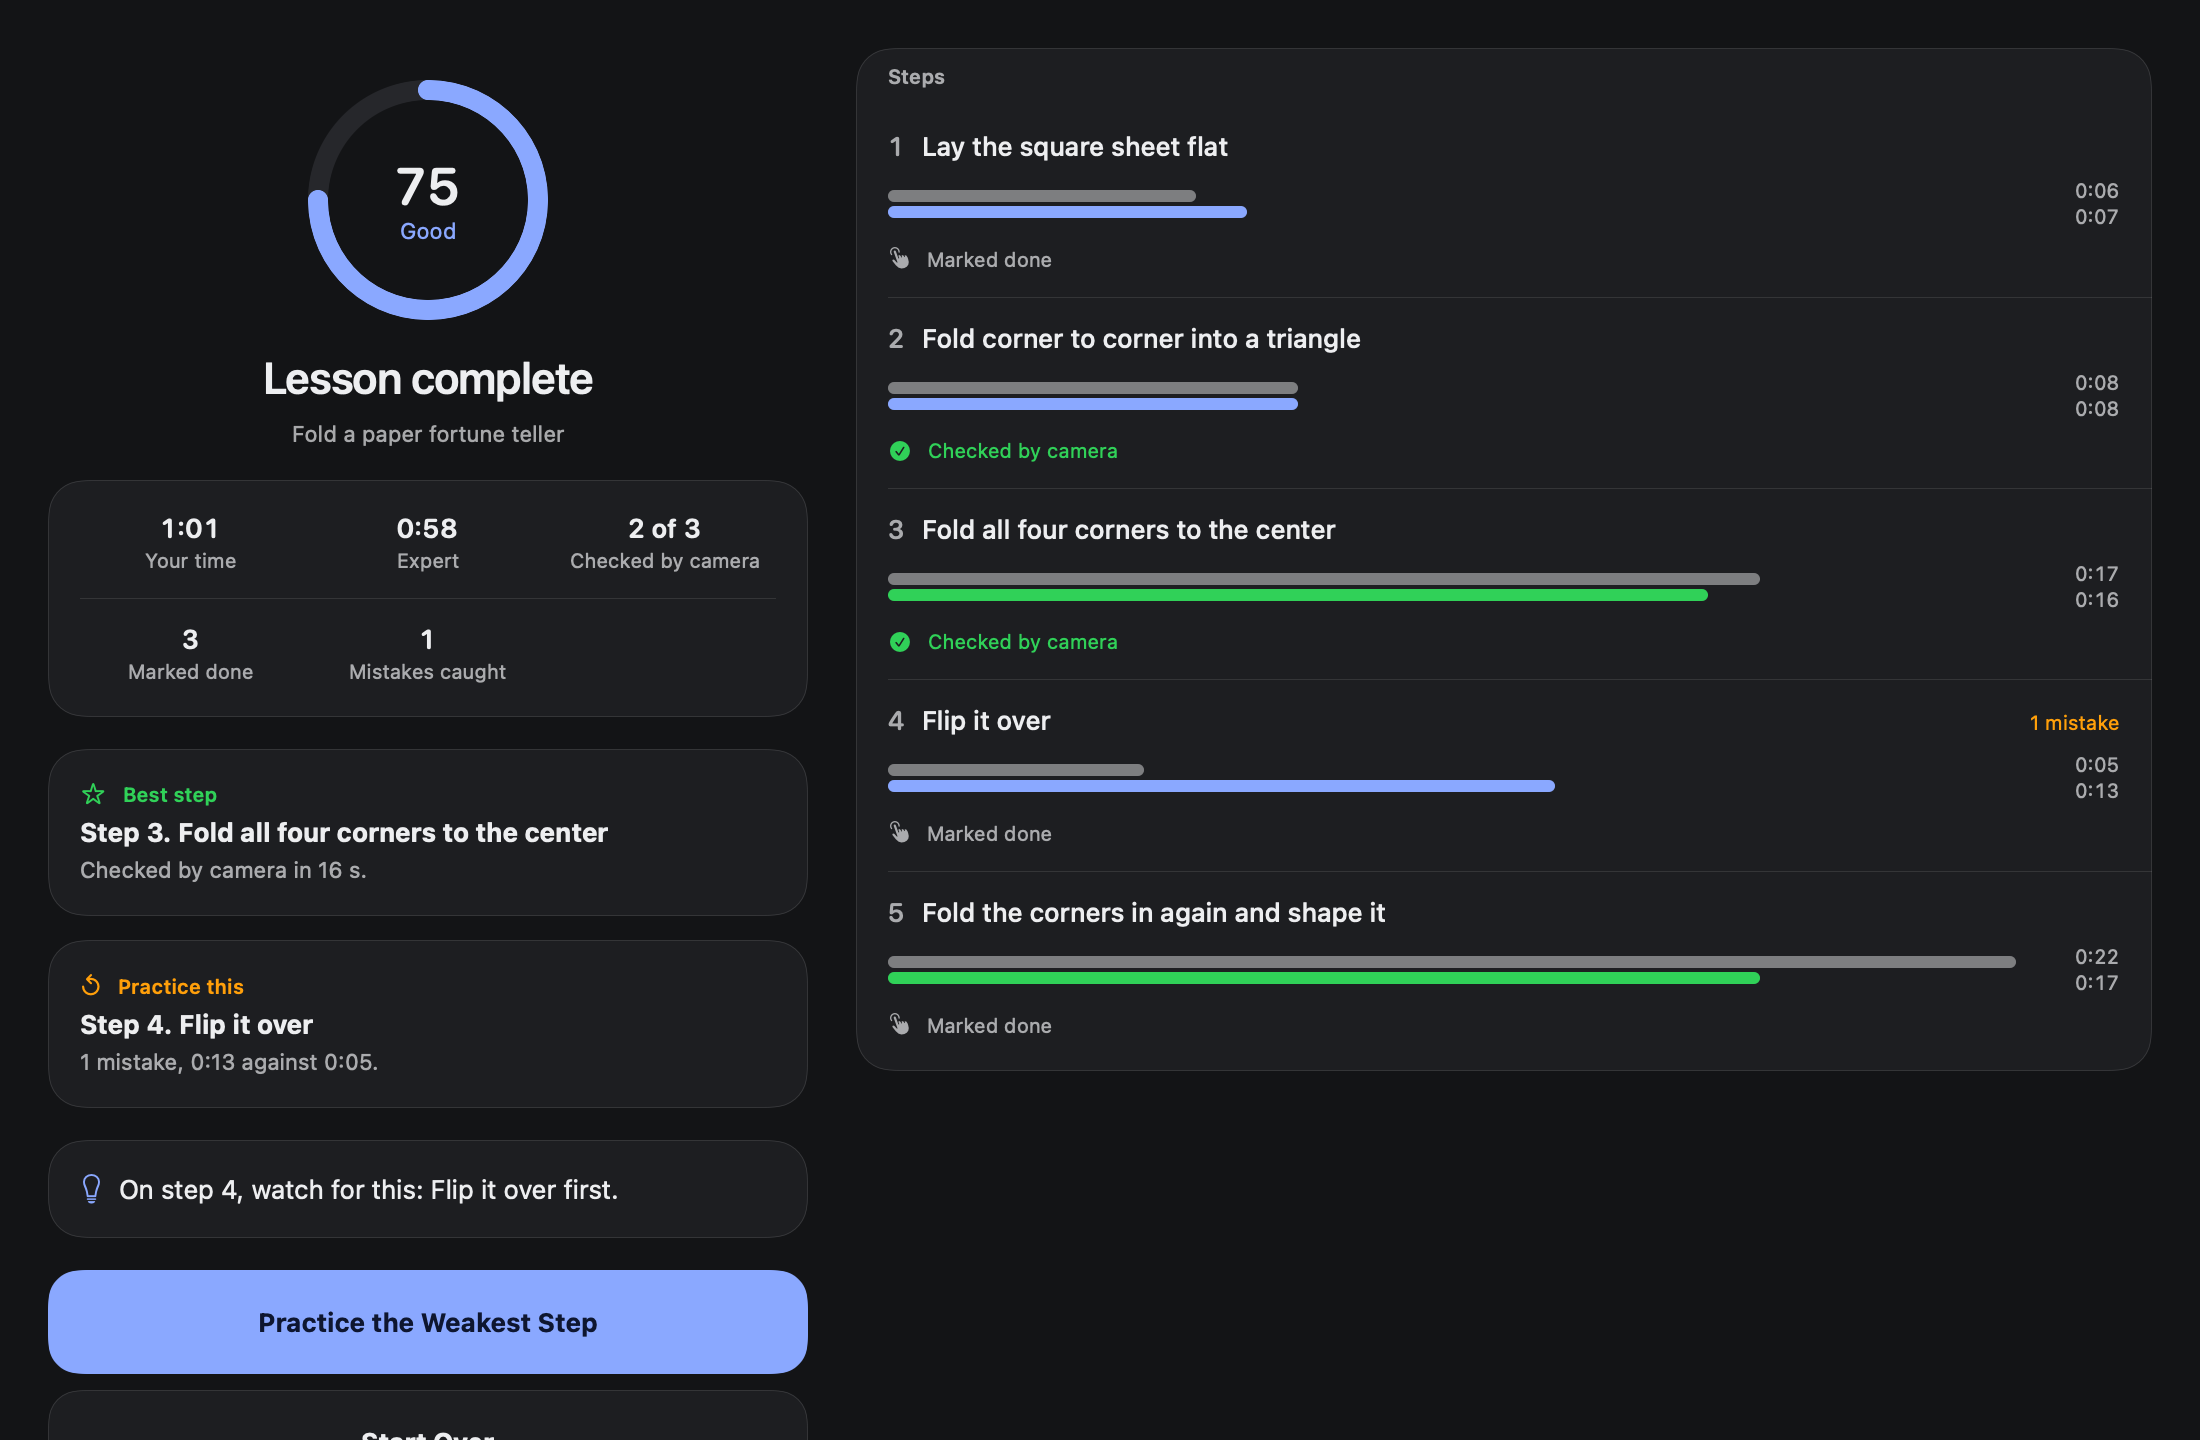 75
Good
Lesson complete
Fold a paper fortune teller
1:01
Your time
0:58
Expert
2 of 3
Checked by camera
3
Marked done
1
Mistakes caught
Best step
Step 3. Fold all four corners to the center
Checked by camera in 16 s.
Practice this
Step 4. Flip it over
1 mistake, 0:13 against 0:05.
On step 4, watch for this: Flip it over first.
Practice the Weakest Step
Start Over
Steps
1 Lay the square sheet flat
0:06
0:07
Marked done
2 Fold corner to corner into a triangle
0:08
0:08
Checked by camera
3 Fold all four corners to the center
0:17
0:16
Checked by camera
4 Flip it over
1 mistake
0:05
0:13
Marked done
5 Fold the corners in again and shape it
0:22
0:17
Marked done